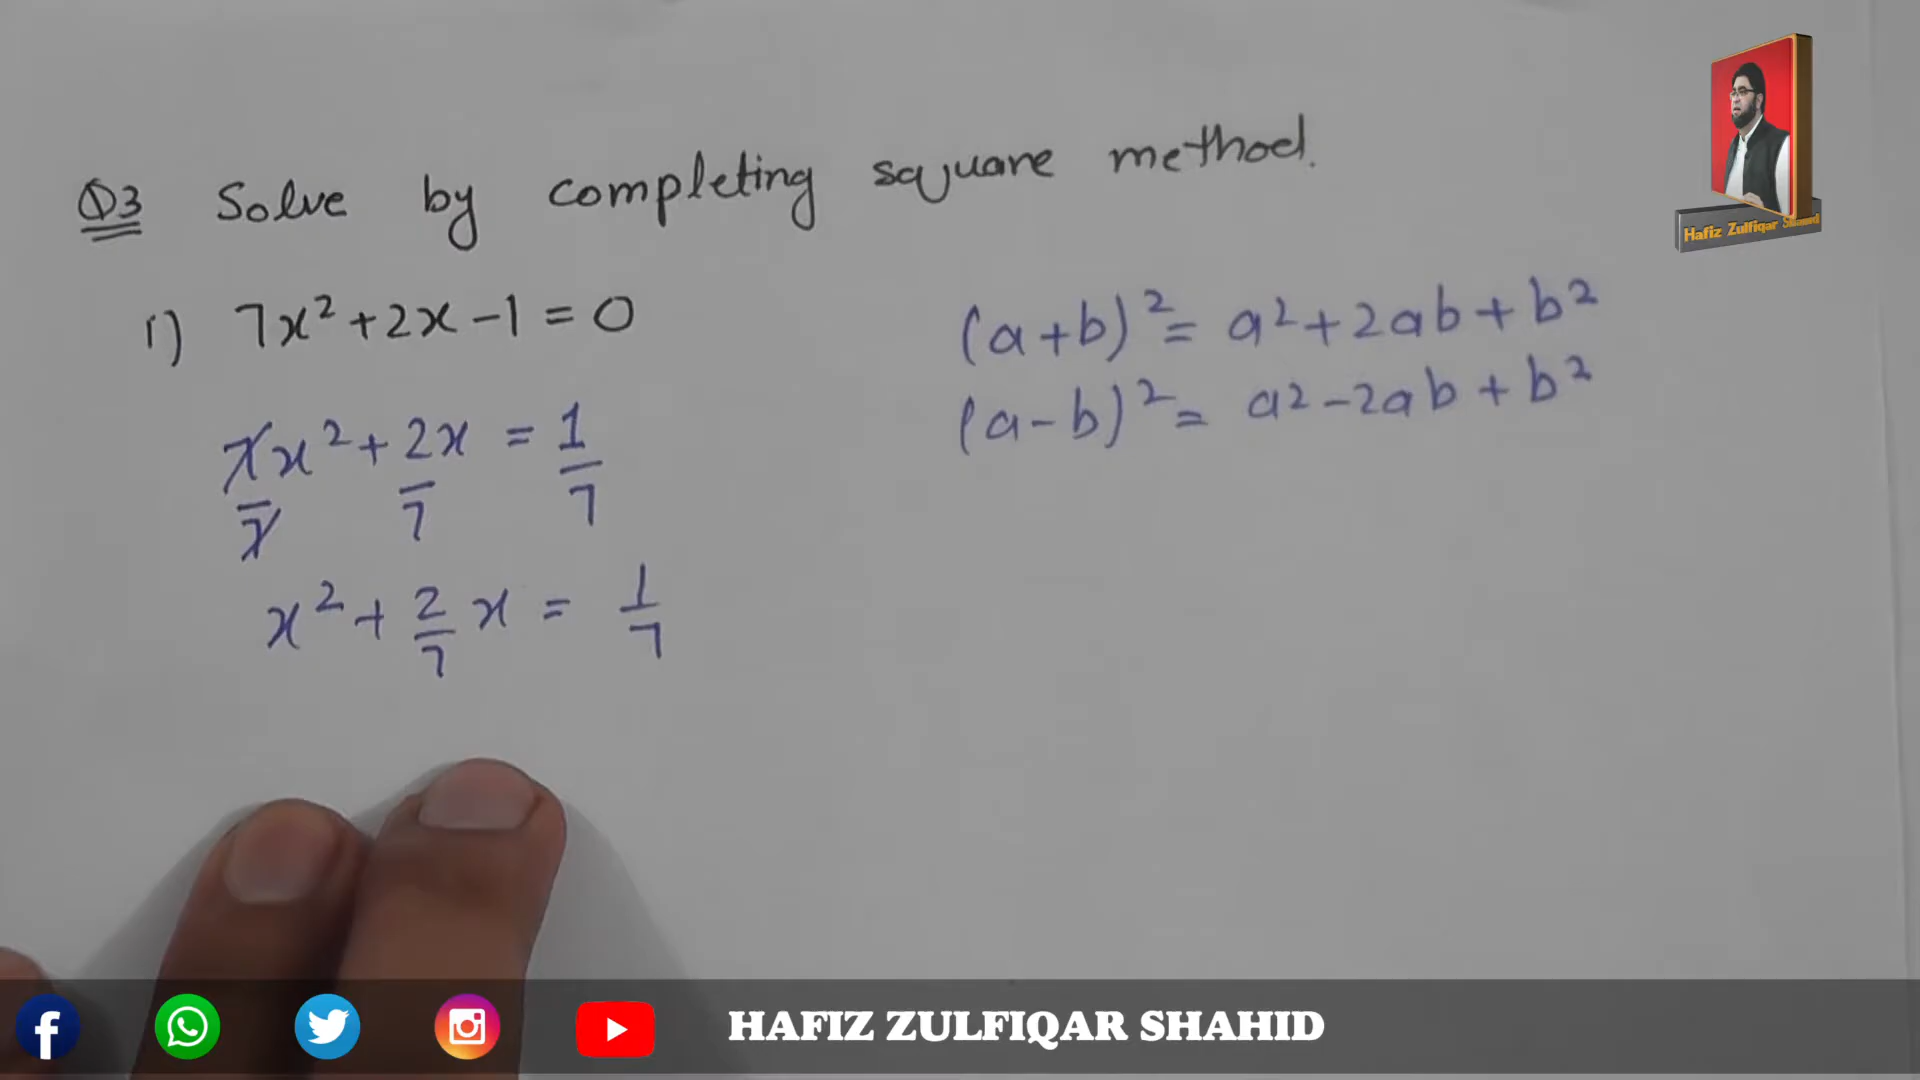 Q3 Solve by completing square method.
i) 7x² + 2x - 1 = 0
(a+b)² = a² + 2ab + b²
(a-b)² = a² - 2ab + b²
7x²/7 + 2x/7 = 1/7
x² + 2/7 x = 1/7
Hafiz Zulfiqar Shahid
HAFIZ ZULFIQAR SHAHID